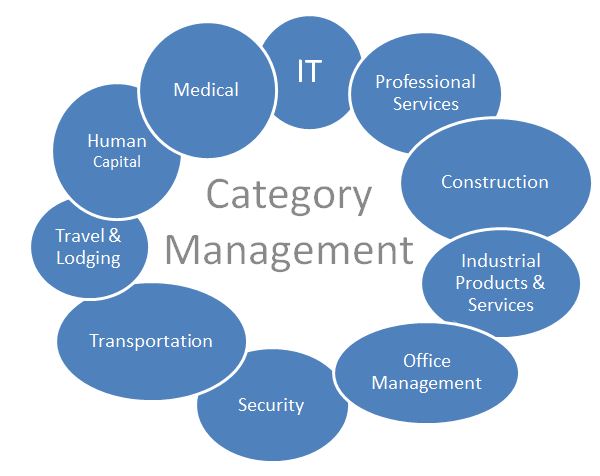 IT
Professional
Services
Construction
Industrial
Products &
Services
Office
Management
Security
Transportation
Travel &
Lodging
Human
Capital
Medical
Category
Management